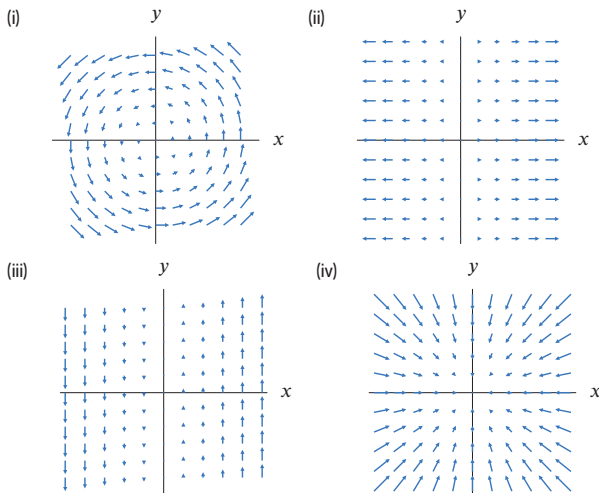 (i) y
x
(ii) y
x
(iii) y
x
(iv) y
x